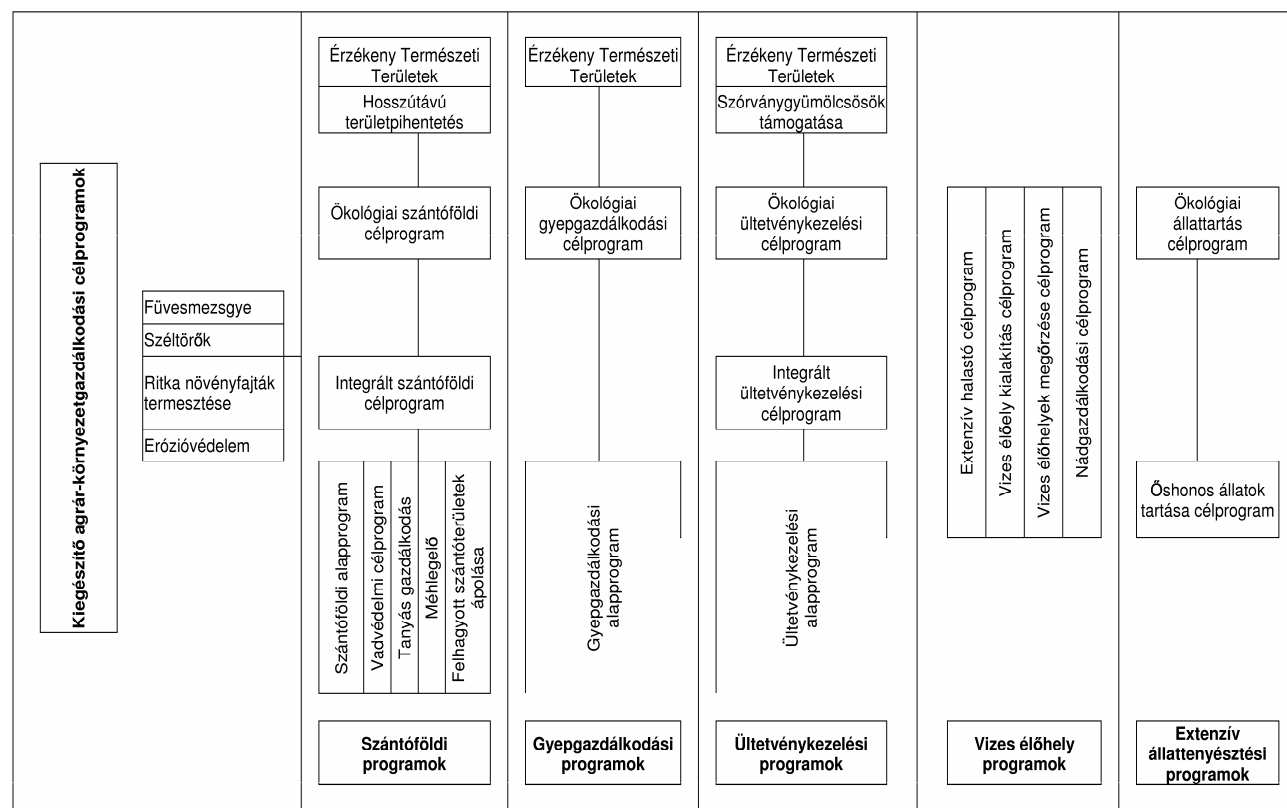 Kiegészítő agrár-környezetgazdálkodási célprogramok
Füvesmezsgye
Széltörők
Ritka növényfajták
termesztése
Erózióvédelem
Érzékeny Természeti
Területek
Hosszútávú
területpihentetés
Ökológiai szántóföldi
célprogram
Integrált szántóföldi
célprogram
Szántóföldi alapprogram
Vadvédelmi célprogram
Tanyás gazdálkodás
Méhlegelő
Felhagyott szántóterületek
ápolása
Szántóföldi
programok
Érzékeny Természeti
Területek
Ökológiai
gyepgazdálkodási
célprogram
Gyepgazdálkodási
alapprogram
Gyepgazdálkodási
programok
Érzékeny Természeti
Területek
Szórványgyümölcsösök
támogatása
Ökológiai
ültetvénykezelési
célprogram
Integrált
ültetvénykezelési
célprogram
Ültetvénykezelési
alapprogram
Ültetvénykezelési
programok
Extenzív halastó célprogram
Vizes élőely kialakítás célprogram
Vizes élőhelyek megőrzése célprogram
Nádgazdálkodási célprogram
Vizes élőhely
programok
Ökológiai
állattartás
célprogram
Őshonos állatok
tartása célprogram
Extenzív
állattenyésztési
programok